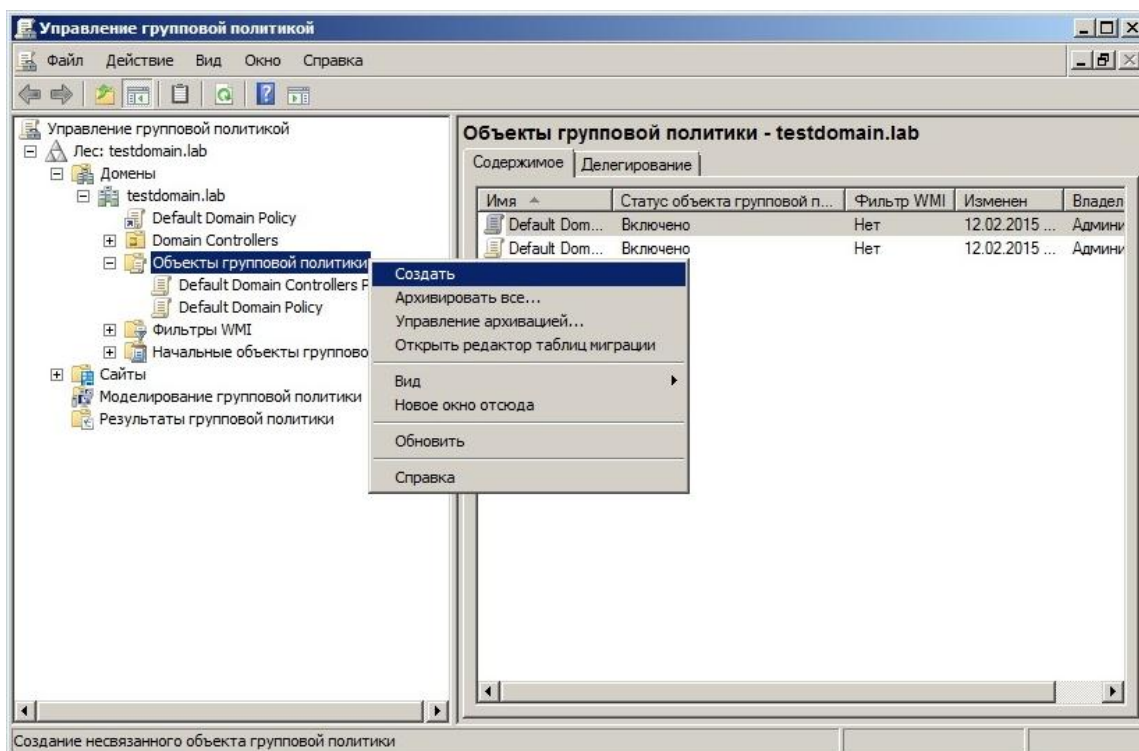 Управление групповой политикой
Файл Действие Вид Окно Справка
Управление групповой политикой
Лес: testdomain.lab
Домены
testdomain.lab
Default Domain Policy
Domain Controllers
Объекты групповой политики
Default Domain Controllers P
Default Domain Policy
Фильтры WMI
Начальные объекты группово
Сайты
Моделирование групповой политики
Результаты групповой политики
Создать
Архивировать все...
Управление архивацией...
Открыть редактор таблиц миграции
Вид
Новое окно отсюда
Обновить
Справка
Объекты групповой политики - testdomain.lab
Содержимое Делегирование
Имя Статус объекта групповой п... Фильтр WMI Изменен Владел
Default Dom... Включено Нет 12.02.2015 ... Админи
Default Dom... Включено Нет 12.02.2015 ... Админи
Создание несвязанного объекта групповой политики